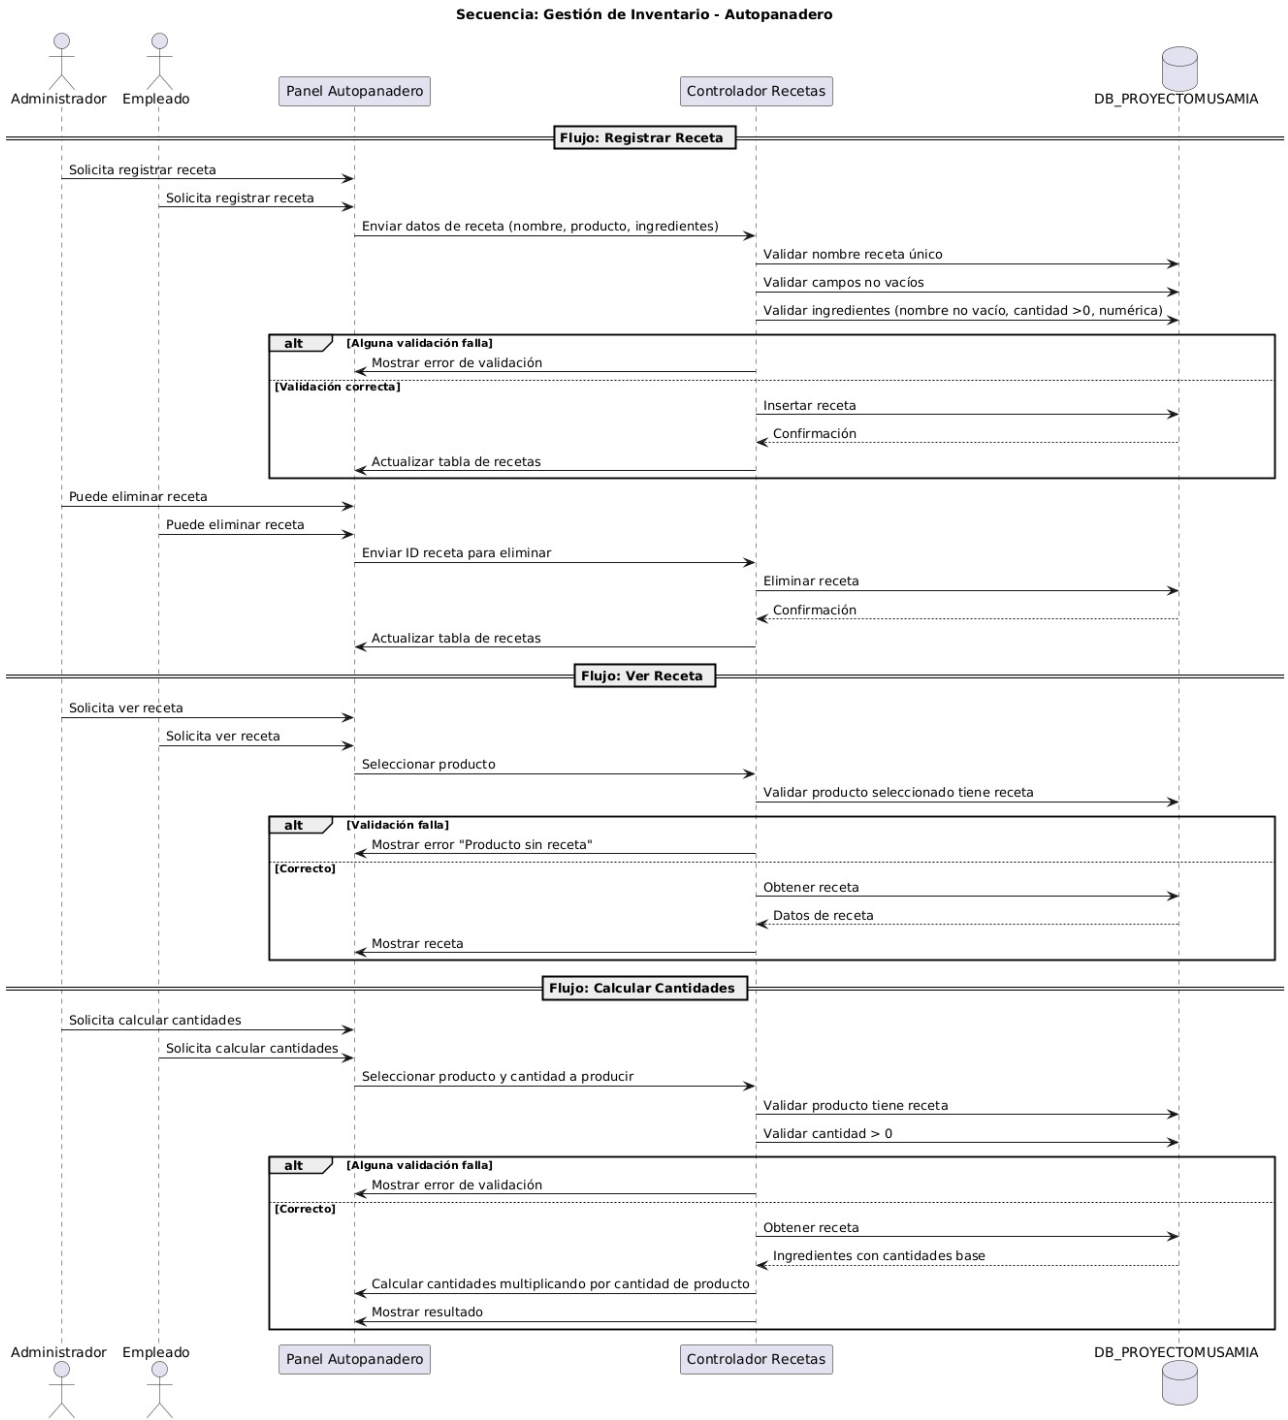 Secuencia: Gestión de Inventario - Autopanadero
Administrador
Empleado
Panel Autopanadero
Controlador Recetas
DB_PROYECTOMUSAMIA
Flujo: Registrar Receta
Solicita registrar receta
Solicita registrar receta
Enviar datos de receta (nombre, producto, ingredientes)
Validar nombre receta único
Validar campos no vacíos
Validar ingredientes (nombre no vacío, cantidad >0, numérica)
alt [Alguna validación falla]
Mostrar error de validación
[Validación correcta]
Insertar receta
Confirmación
Actualizar tabla de recetas
Puede eliminar receta
Puede eliminar receta
Enviar ID receta para eliminar
Eliminar receta
Confirmación
Actualizar tabla de recetas
Flujo: Ver Receta
Solicita ver receta
Solicita ver receta
Seleccionar producto
Validar producto seleccionado tiene receta
alt [Validación falla]
Mostrar error "Producto sin receta"
[Correcto]
Obtener receta
Datos de receta
Mostrar receta
Flujo: Calcular Cantidades
Solicita calcular cantidades
Solicita calcular cantidades
Seleccionar producto y cantidad a producir
Validar producto tiene receta
Validar cantidad > 0
alt [Alguna validación falla]
Mostrar error de validación
[Correcto]
Obtener receta
Ingredientes con cantidades base
Calcular cantidades multiplicando por cantidad de producto
Mostrar resultado
Administrador
Empleado
Panel Autopanadero
Controlador Recetas
DB_PROYECTOMUSAMIA